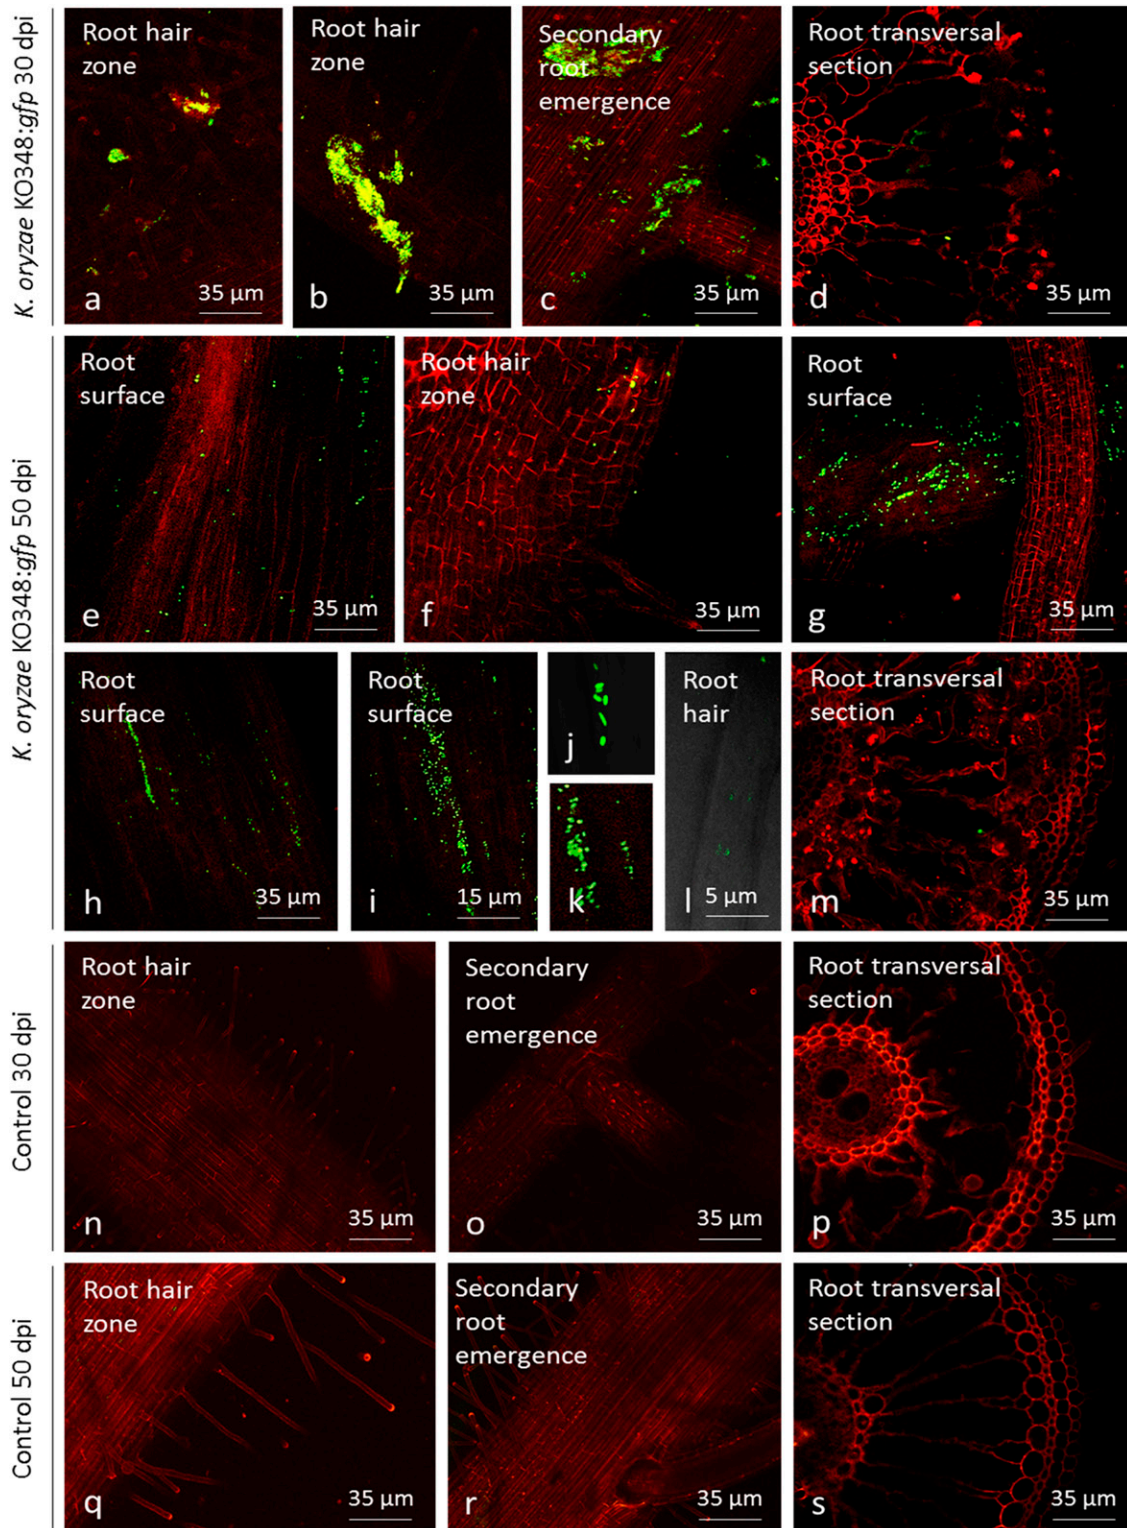 K. oryzae KO348:gfp 30 dpi
Root hair
zone
a
35 µm
Root hair
zone
b
35 µm
Secondary
root
emergence
c
35 µm
Root transversal
section
d
35 µm
K. oryzae KO348:gfp 50 dpi
Root
surface
e
35 µm
Root hair
zone
f
35 µm
Root
surface
g
35 µm
Root
surface
h
35 µm
Root
surface
i
15 µm
j
k
Root
hair
l
5 µm
Root transversal
section
m
35 µm
Control 30 dpi
Root hair
zone
n
35 µm
Secondary
root
emergence
o
35 µm
Root transversal
section
p
35 µm
Control 50 dpi
Root hair
zone
q
35 µm
Secondary
root
emergence
r
35 µm
Root transversal
section
s
35 µm